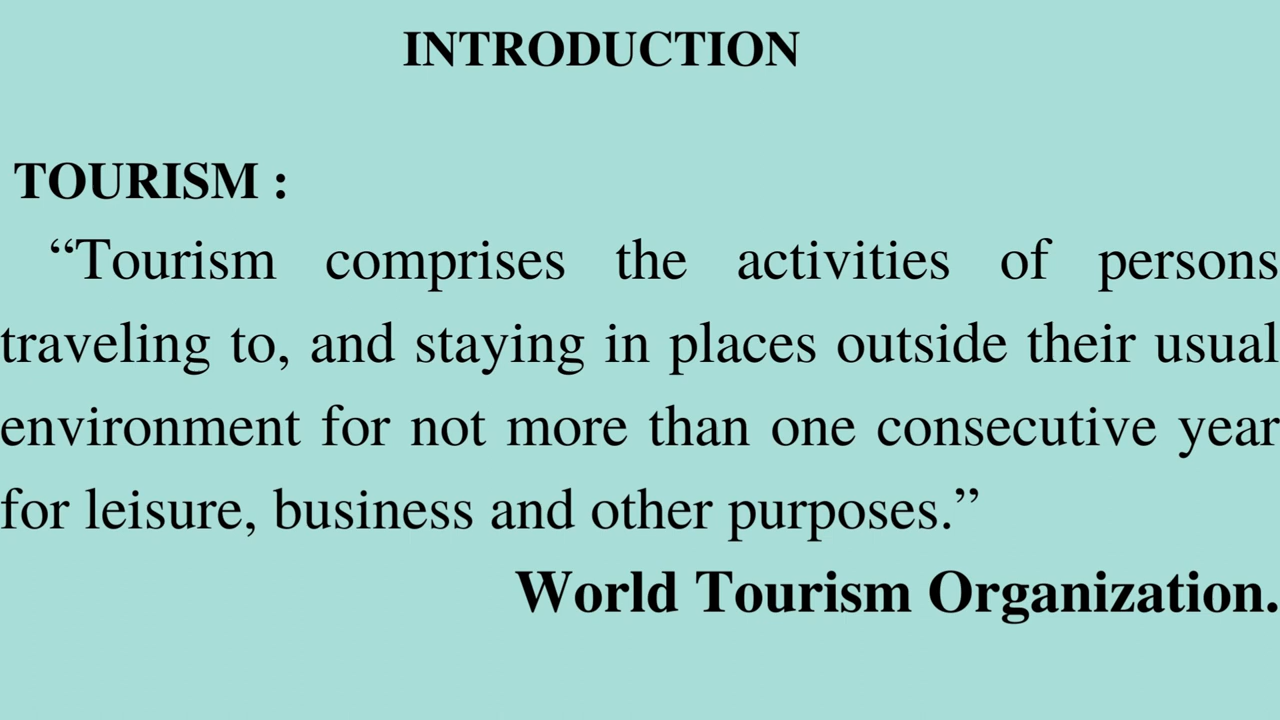 INTRODUCTION
TOURISM :
“Tourism comprises the activities of persons
traveling to, and staying in places outside their usual
environment for not more than one consecutive year
for leisure, business and other purposes.”
World Tourism Organization.